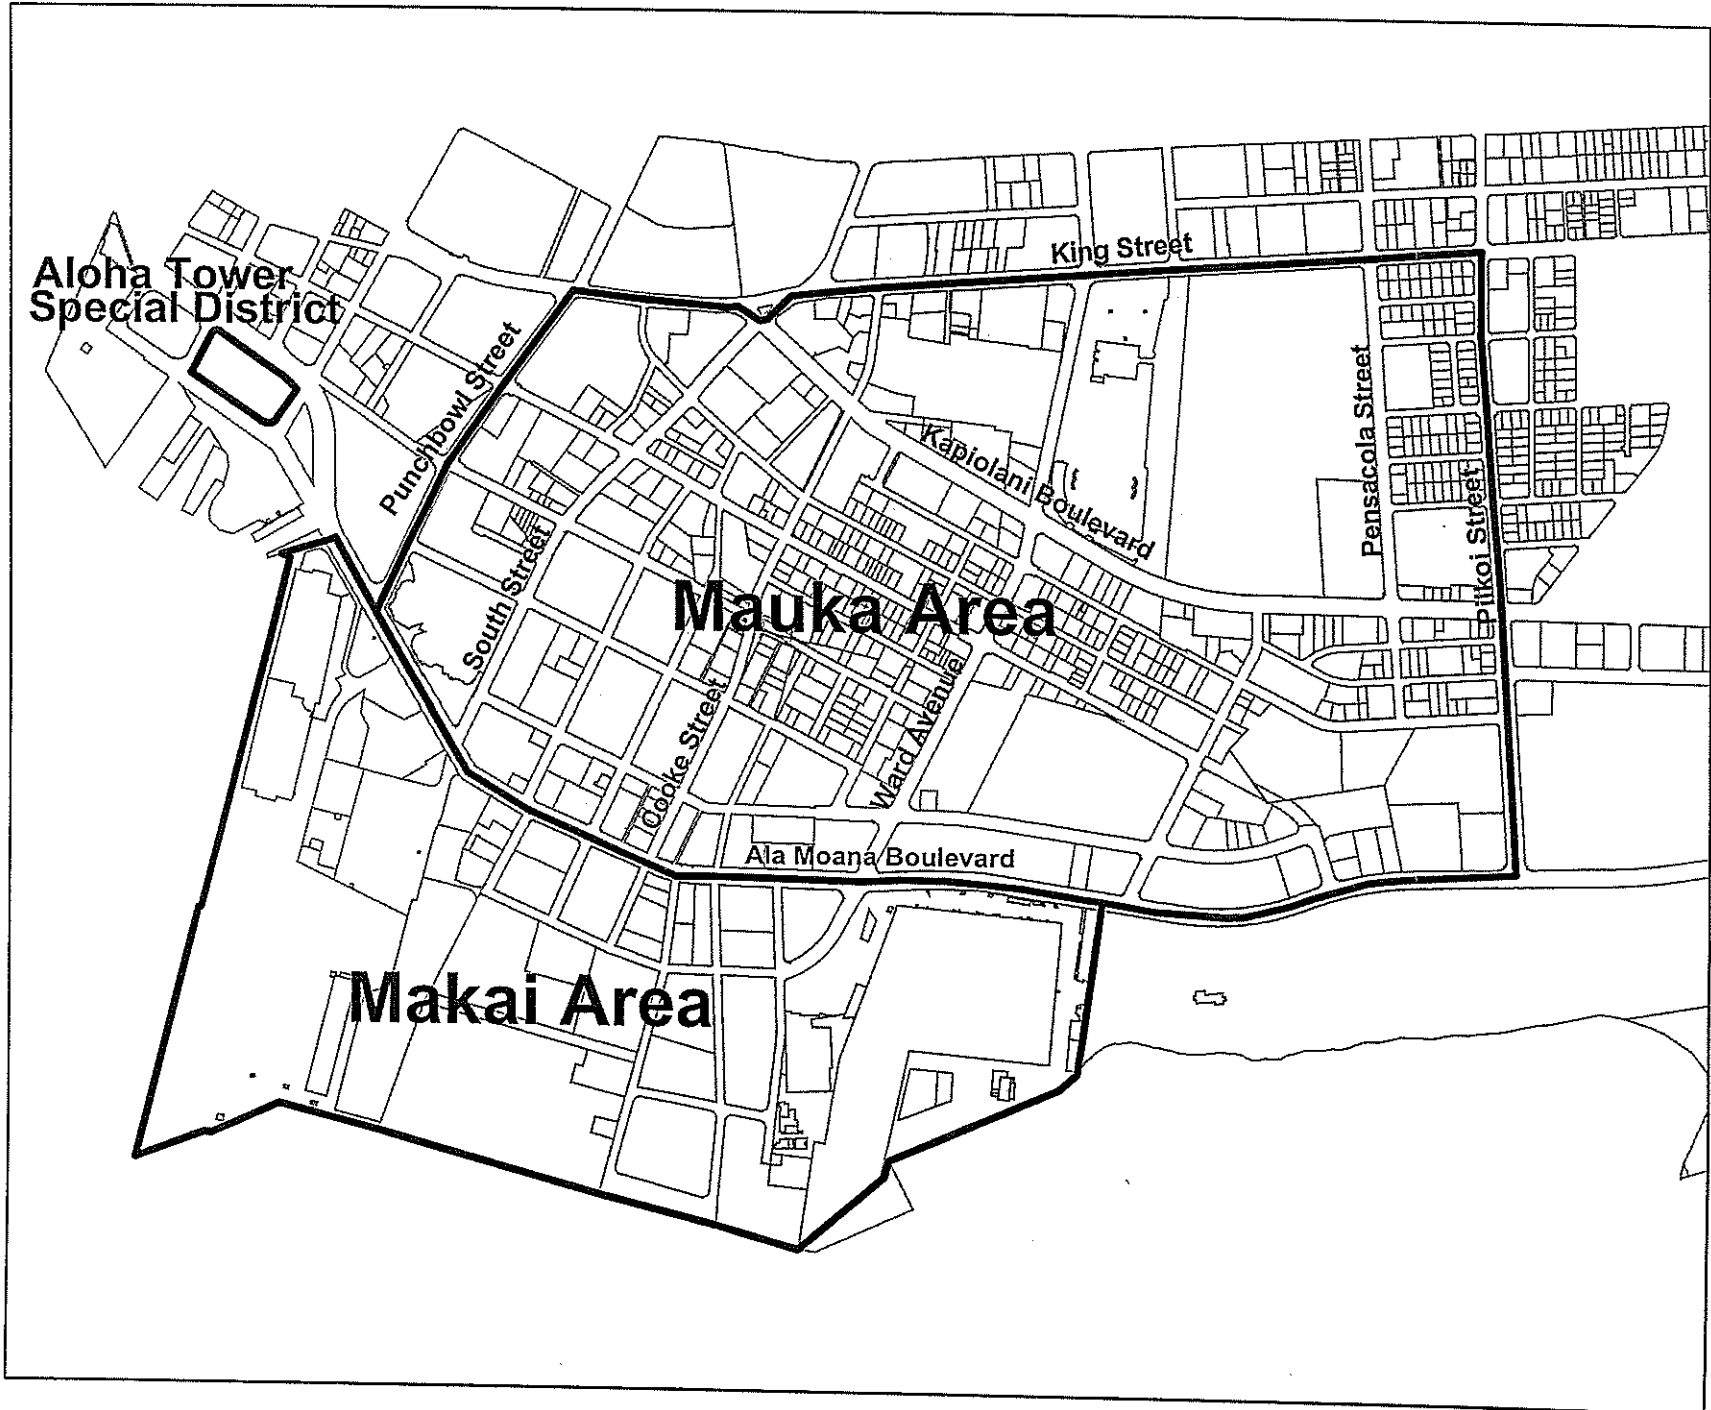 Aloha Tower
Special District
King Street
Punchbowl Street
Pensacola Street
Kapiolani Boulevard
Piikoi Street
South Street
Mauka Area
Cooke Street
Ward Avenue
Ala Moana Boulevard
Makai Area